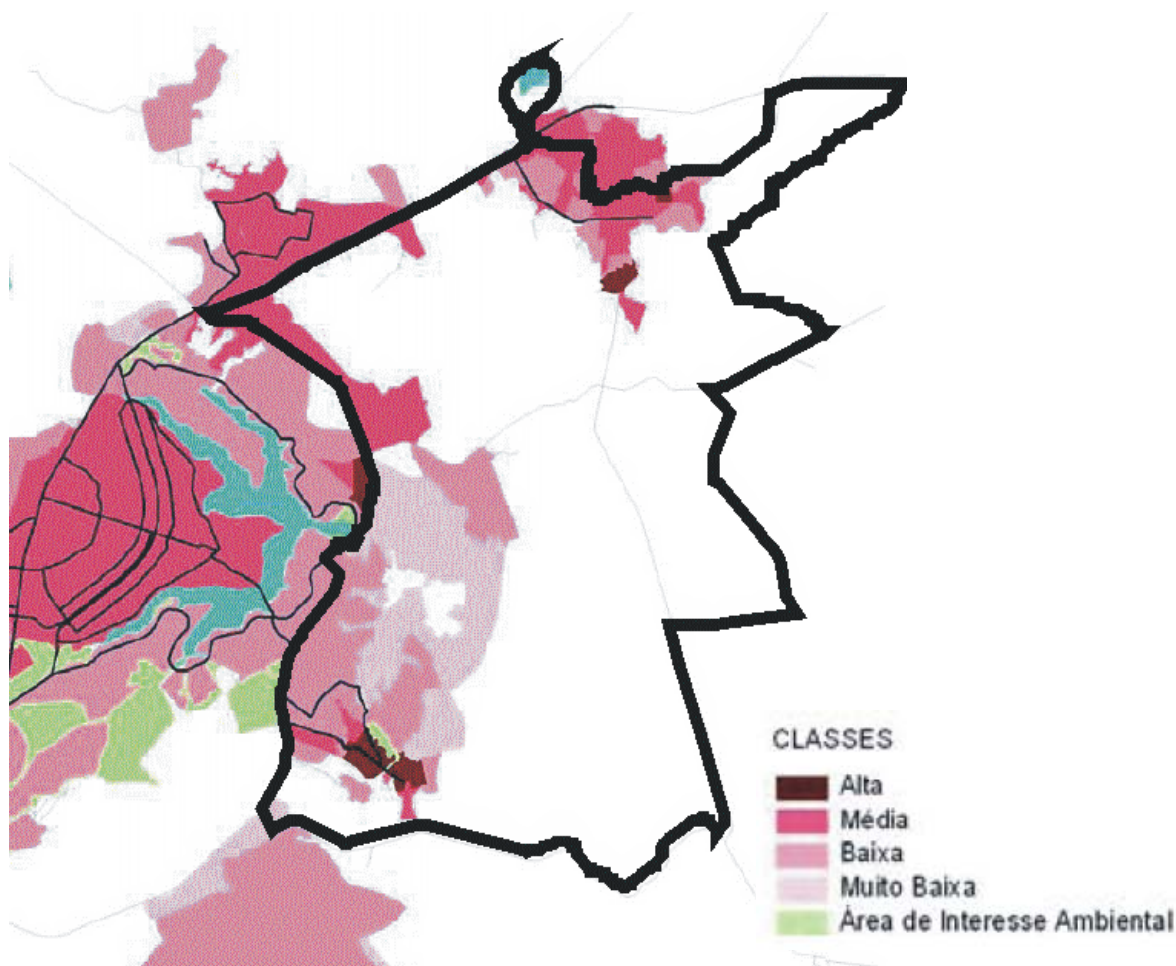 CLASSES
Alta
Média
Baixa
Muito Baixa
Área de Interesse Ambiental